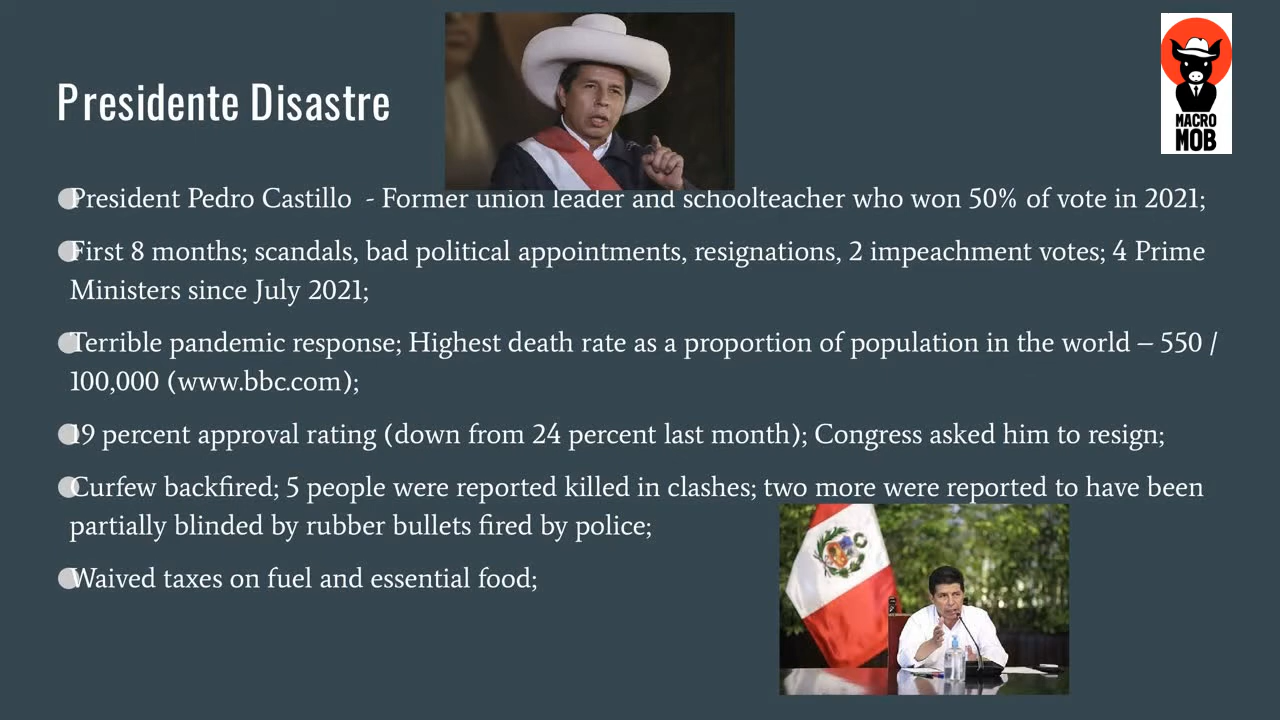 Presidente Disastre
MACRO
MOB
President Pedro Castillo - Former union leader and schoolteacher who won 50% of vote in 2021;
First 8 months; scandals, bad political appointments, resignations, 2 impeachment votes; 4 Prime
Ministers since July 2021;
Terrible pandemic response; Highest death rate as a proportion of population in the world – 550 /
100,000 (www.bbc.com);
19 percent approval rating (down from 24 percent last month); Congress asked him to resign;
Curfew backfired; 5 people were reported killed in clashes; two more were reported to have been
partially blinded by rubber bullets fired by police;
Waived taxes on fuel and essential food;